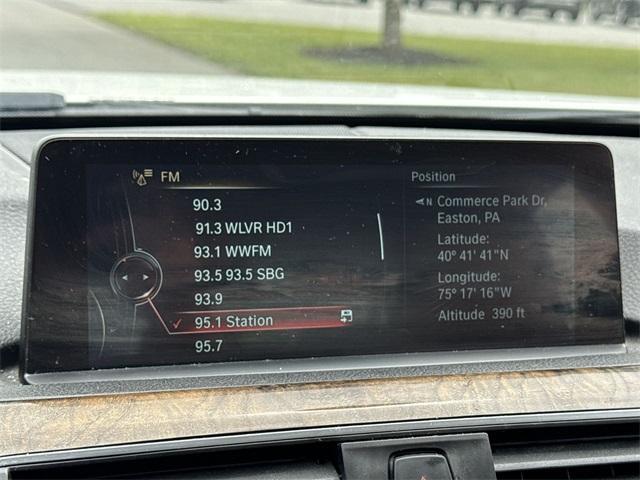 FM
90.3
91.3 WLVR HD1
93.1 WWFM
93.5 93.5 SBG
93.9
95.1 Station
95.7
Position
N Commerce Park Dr,
Easton, PA
Latitude:
40° 41' 41"N
Longitude:
75° 17' 16"W
Altitude 390 ft